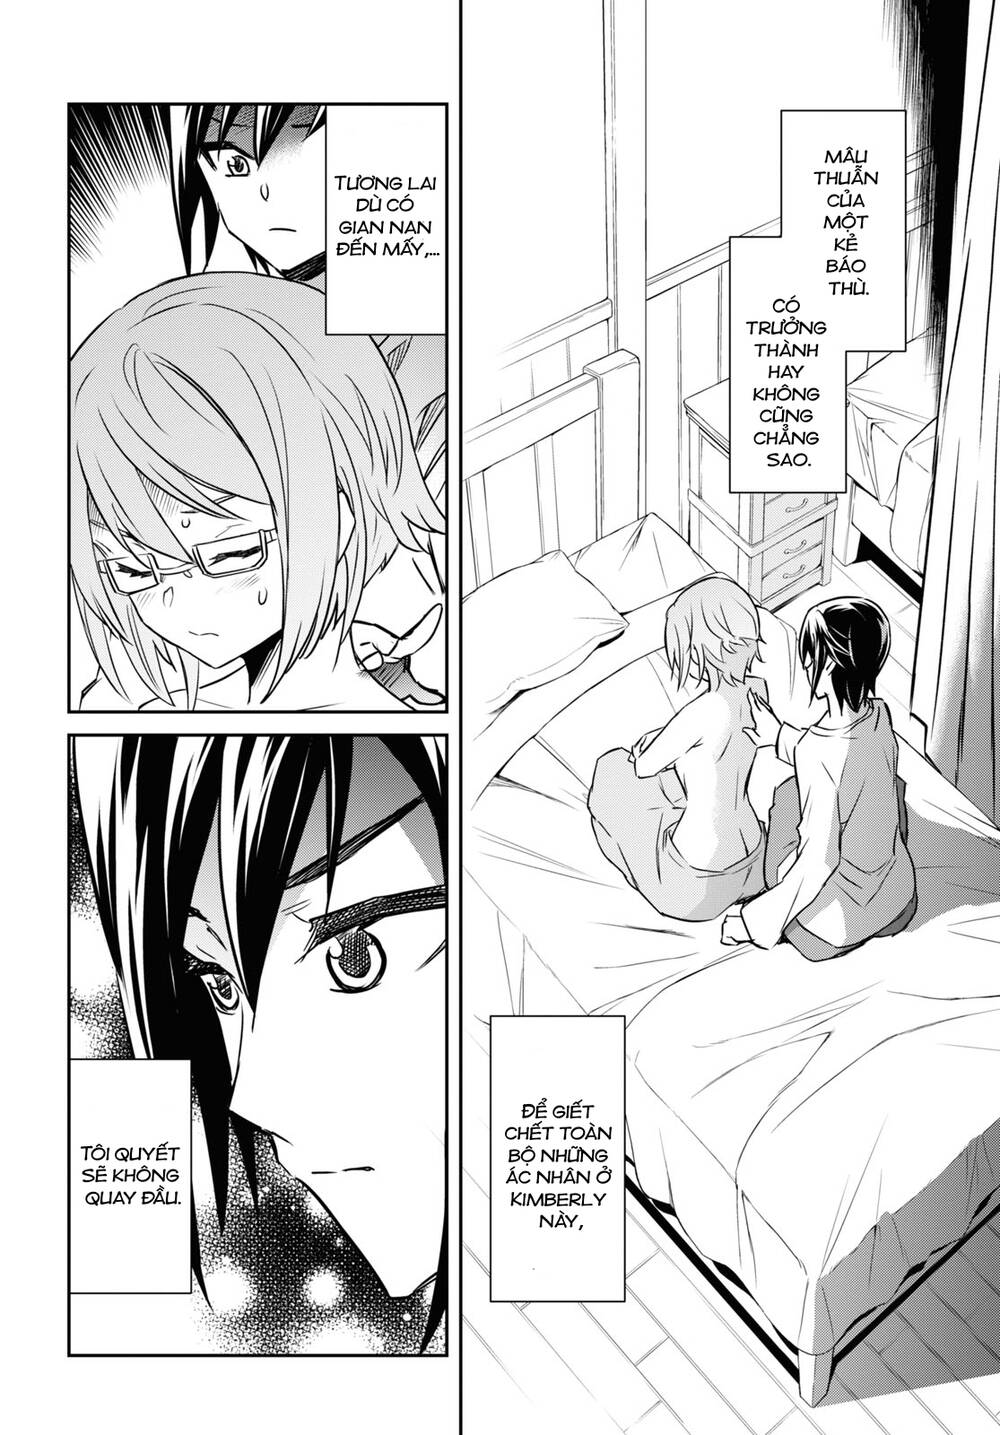 MÂU
THUẪN
CỦA
MỘT
KẺ
BÁO
THÙ.
CÓ
TRƯỞNG
THÀNH
HAY
KHÔNG
CŨNG
CHẲNG
SAO.
ĐỂ GIẾT
CHẾT TOÀN
BỘ NHỮNG
ÁC NHÂN Ở
KIMBERLY
NÀY,
TƯƠNG LAI
DÙ CÓ
GIAN NAN
ĐẾN MẤY,...
TÔI QUYẾT
SẼ KHÔNG
QUAY ĐẦU.